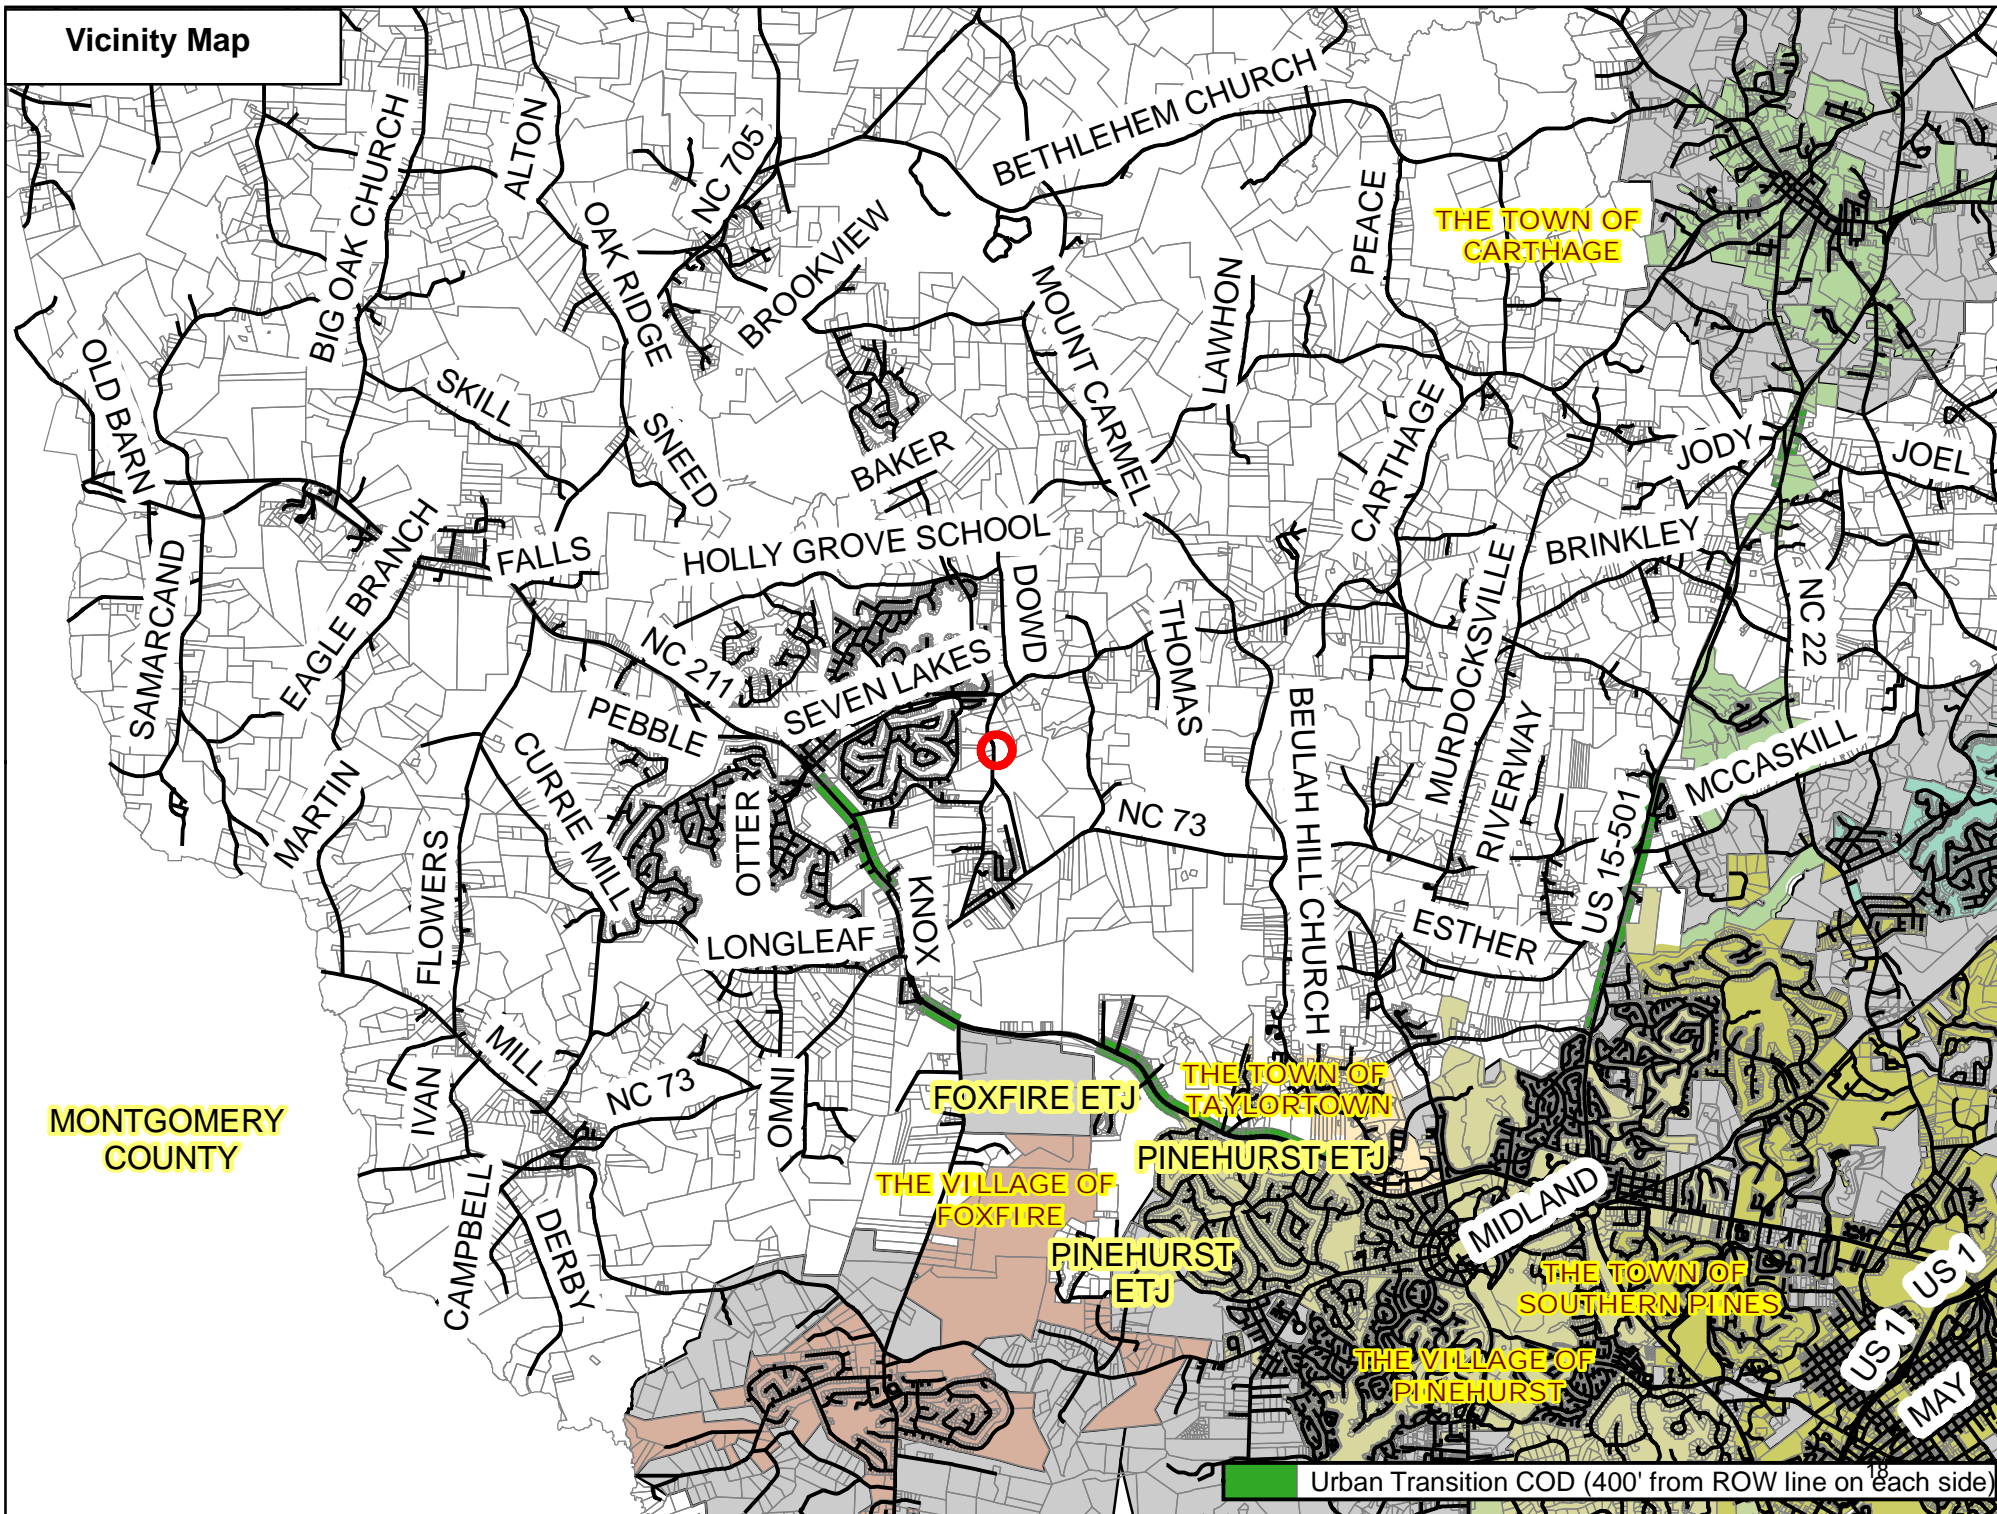 Vicinity Map
BIG OAK CHURCH
ALTON
NC 705
BETHLEHEM CHURCH
OAK RIDGE
BROOKVIEW
PEACE
THE TOWN OF
CARTHAGE
MOUNT CARMEL
LAWHON
OLD BARN
SKILL
SNEED
BAKER
CARTHAGE
JODY
JOEL
SAMARCAND
EAGLE BRANCH
FALLS
HOLLY GROVE SCHOOL
DOWD
THOMAS
MURDOCKSVILLE
BRINKLEY
NC 22
NC 211
SEVEN LAKES
PEBBLE
CURRIE MILL
OTTER
BEULAH HILL CHURCH
RIVERWAY
MCCASKILL
MARTIN
FLOWERS
NC 73
US 15-501
KNOX
LONGLEAF
ESTHER
MILL
IVAN
NC 73
OMNI
FOXFIRE ETJ
THE TOWN OF
TAYLORTOWN
MONTGOMERY
COUNTY
PINEHURST ETJ
THE VILLAGE OF
FOXFIRE
CAMPBELL
DERBY
MIDLAND
PINEHURST
ETJ
THE TOWN OF
SOUTHERN PINES
US 1
US 1
THE VILLAGE OF
PINEHURST
MAY
18
Urban Transition COD (400' from ROW line on each side)